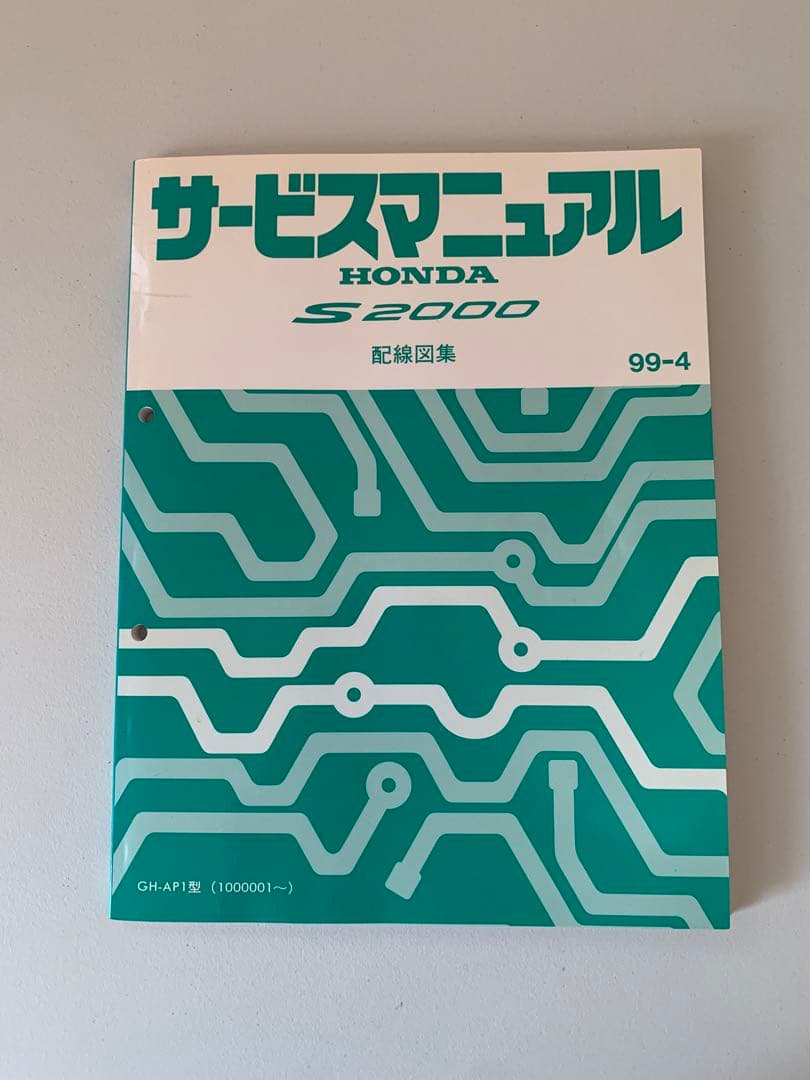 サービスマニュアル
HONDA
S2000
配線図集
99-4
GH-AP1型 (1000001〜)